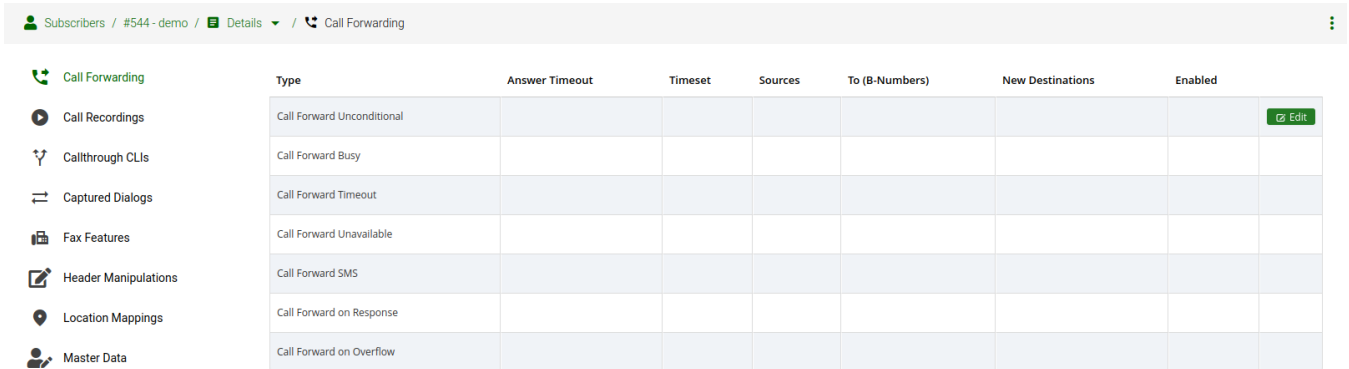 Subscribers / #544 - demo / Details / Call Forwarding
Call Forwarding
Call Recordings
Callthrough CLIs
Captured Dialogs
Fax Features
Header Manipulations
Location Mappings
Master Data
Type Answer Timeout Timeset Sources To (B-Numbers) New Destinations Enabled
Call Forward Unconditional Edit
Call Forward Busy
Call Forward Timeout
Call Forward Unavailable
Call Forward SMS
Call Forward on Response
Call Forward on Overflow